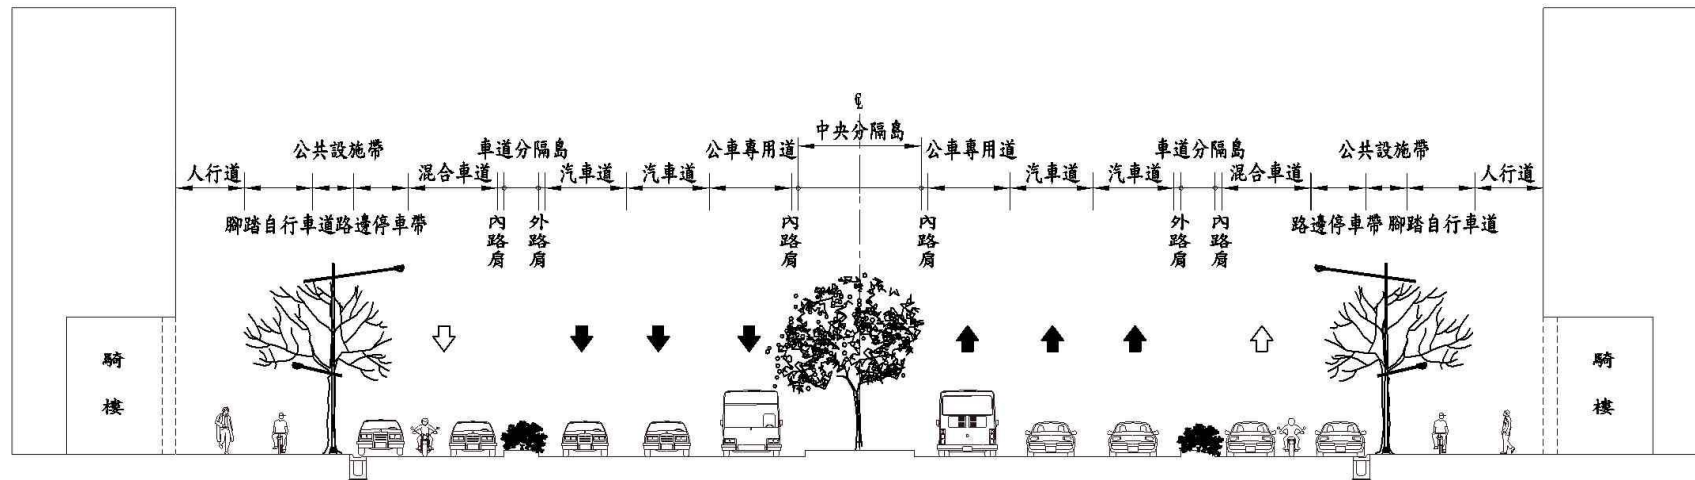 ℄
中央分隔島
公共設施帶
車道分隔島
公車專用道
公車專用道
車道分隔島
公共設施帶
人行道
混合車道
汽車道
汽車道
汽車道
汽車道
混合車道
人行道
腳踏自行車道
路邊停車帶
內路肩
外路肩
內路肩
內路肩
外路肩
內路肩
路邊停車帶
腳踏自行車道
騎樓
騎樓